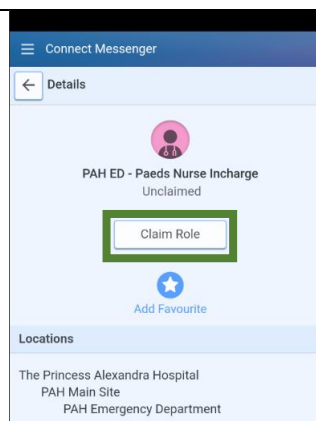 Connect Messenger
Details
PAH ED - Paeds Nurse Incharge
Unclaimed
Claim Role
Add Favourite
Locations
The Princess Alexandra Hospital
PAH Main Site
PAH Emergency Department